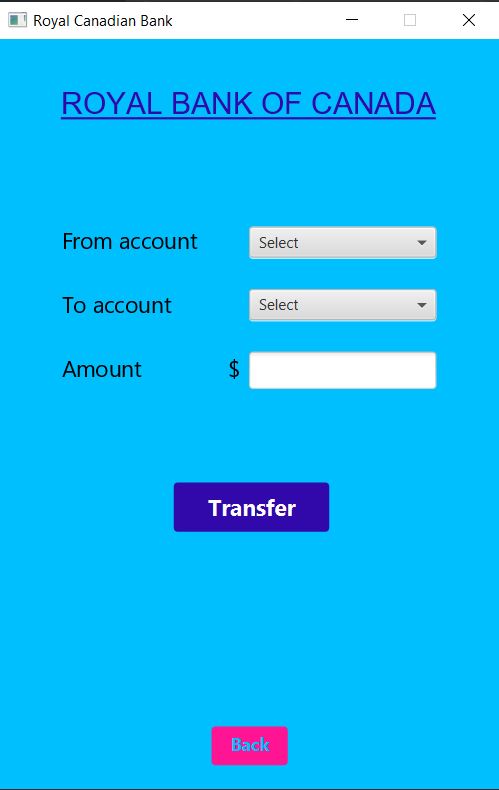 Royal Canadian Bank
ROYAL BANK OF CANADA
From account Select
To account Select
Amount $
Transfer
Back